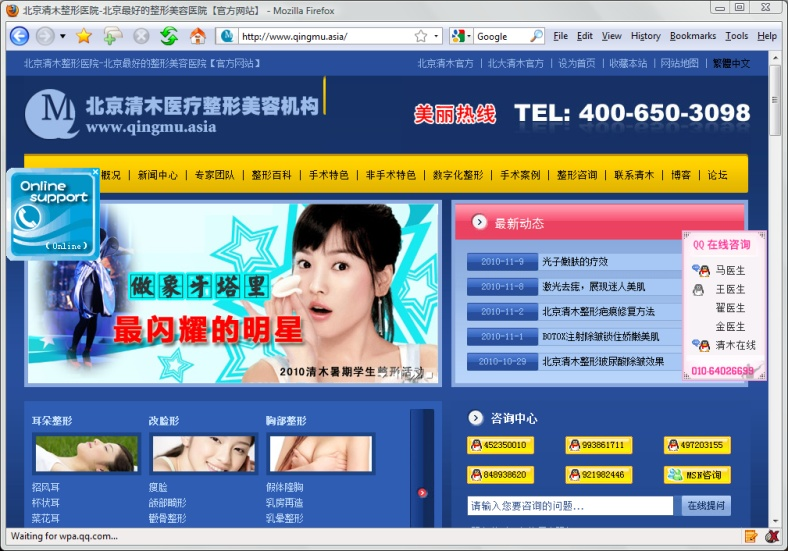 北京清木整形医院-北京最好的整形美容医院【官方网站】 - Mozilla Firefox
http://www.qingmu.asia/
Google
File Edit View History Bookmarks Tools Help
北京清木整形医院-北京最好的整形美容医院【官方网站】
北京清木官方 | 北大清木官方 | 设为首页 | 收藏本站 | 网站地图 | 繁體中文
MQ
北京清木医疗整形美容机构
www.qingmu.asia
美丽热线 TEL: 400-650-3098
概况 | 新闻中心 | 专家团队 | 整形百科 | 手术特色 | 非手术特色 | 数字化整形 | 手术案例 | 整形咨询 | 联系清木 | 博客 | 论坛
Online support
(Online)
做象牙塔里
最闪耀的明星
2010清木暑期学生整形活动
最新动态
2010-11-9 光子嫩肤的疗效
2010-11-8 激光去痣，展现迷人美肌
2010-11-2 北京清木整形疤痕修复方法
2010-11-1 BOTOX注射除皱锁住娇嫩美肌
2010-10-29 北京清木整形玻尿酸除皱效果
QQ 在线咨询
马医生
王医生
翟医生
金医生
清木在线
010-64026699
耳朵整形 改脸形 胸部整形
招风耳 瘦脸 假体隆胸
杯状耳 颌部畸形 乳房再造
菜花耳 颧骨整形 乳晕整形
咨询中心
452350010 993861711 497203155
848938620 921982446 MSN咨询
请输入您要咨询的问题... 在线提问
Waiting for wpa.qq.com...